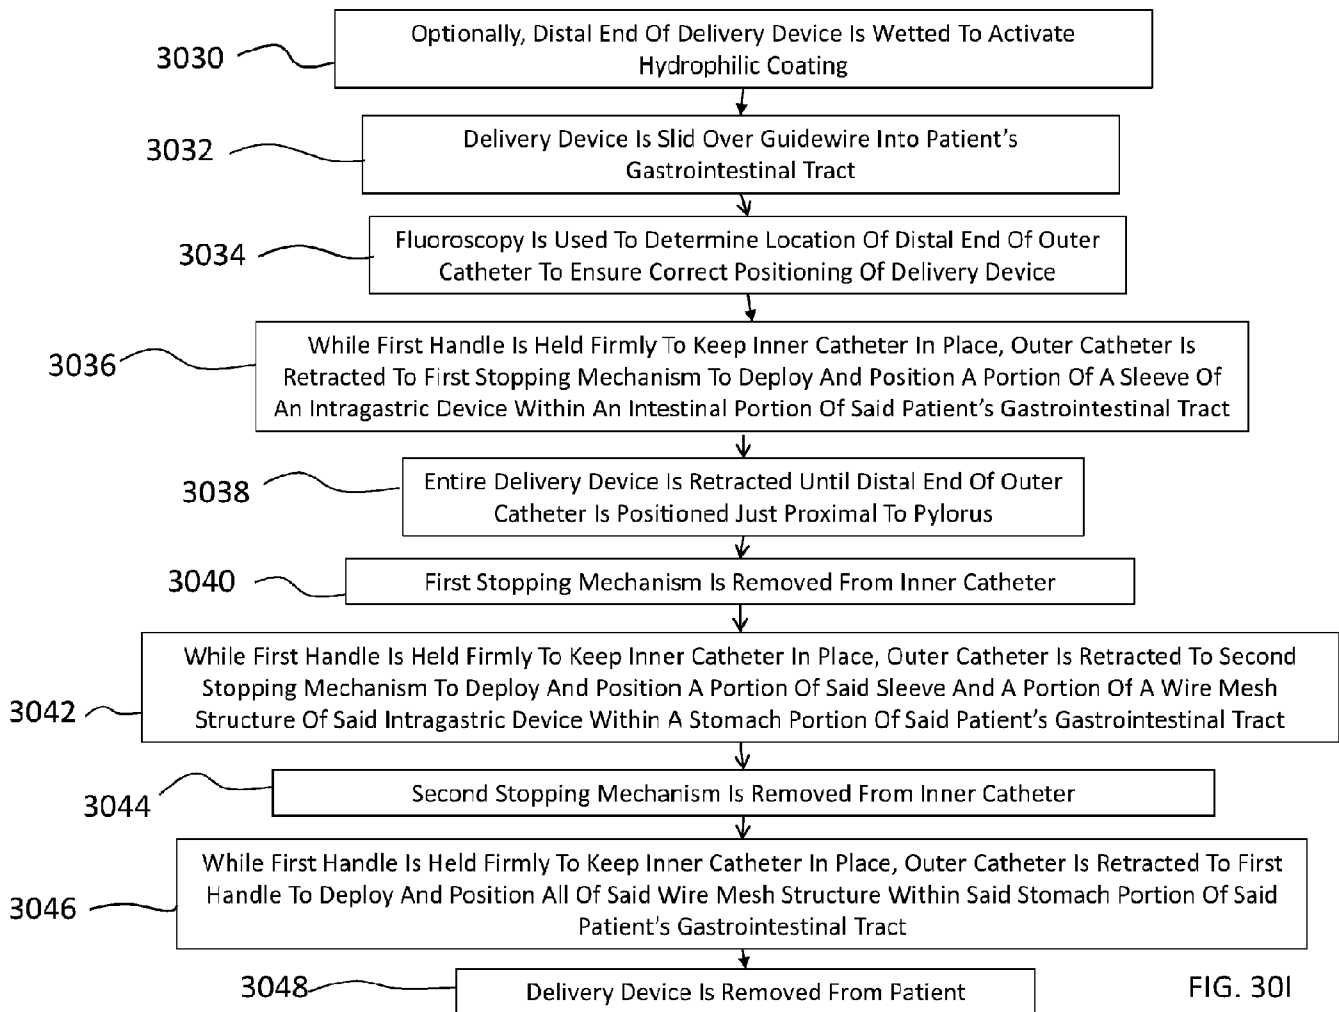 3030
Optionally, Distal End Of Delivery Device Is Wetted To Activate
Hydrophilic Coating
3032
Delivery Device Is Slid Over Guidewire Into Patient's
Gastrointestinal Tract
3034
Fluoroscopy Is Used To Determine Location Of Distal End Of Outer
Catheter To Ensure Correct Positioning Of Delivery Device
3036
While First Handle Is Held Firmly To Keep Inner Catheter In Place, Outer Catheter Is
Retracted To First Stopping Mechanism To Deploy And Position A Portion Of A Sleeve Of
An Intragastric Device Within An Intestinal Portion Of Said Patient's Gastrointestinal Tract
3038
Entire Delivery Device Is Retracted Until Distal End Of Outer
Catheter Is Positioned Just Proximal To Pylorus
3040
First Stopping Mechanism Is Removed From Inner Catheter
3042
While First Handle Is Held Firmly To Keep Inner Catheter In Place, Outer Catheter Is Retracted To Second
Stopping Mechanism To Deploy And Position A Portion Of Said Sleeve And A Portion Of A Wire Mesh
Structure Of Said Intragastric Device Within A Stomach Portion Of Said Patient's Gastrointestinal Tract
3044
Second Stopping Mechanism Is Removed From Inner Catheter
3046
While First Handle Is Held Firmly To Keep Inner Catheter In Place, Outer Catheter Is Retracted To First
Handle To Deploy And Position All Of Said Wire Mesh Structure Within Said Stomach Portion Of Said
Patient's Gastrointestinal Tract
3048
Delivery Device Is Removed From Patient
FIG. 30I